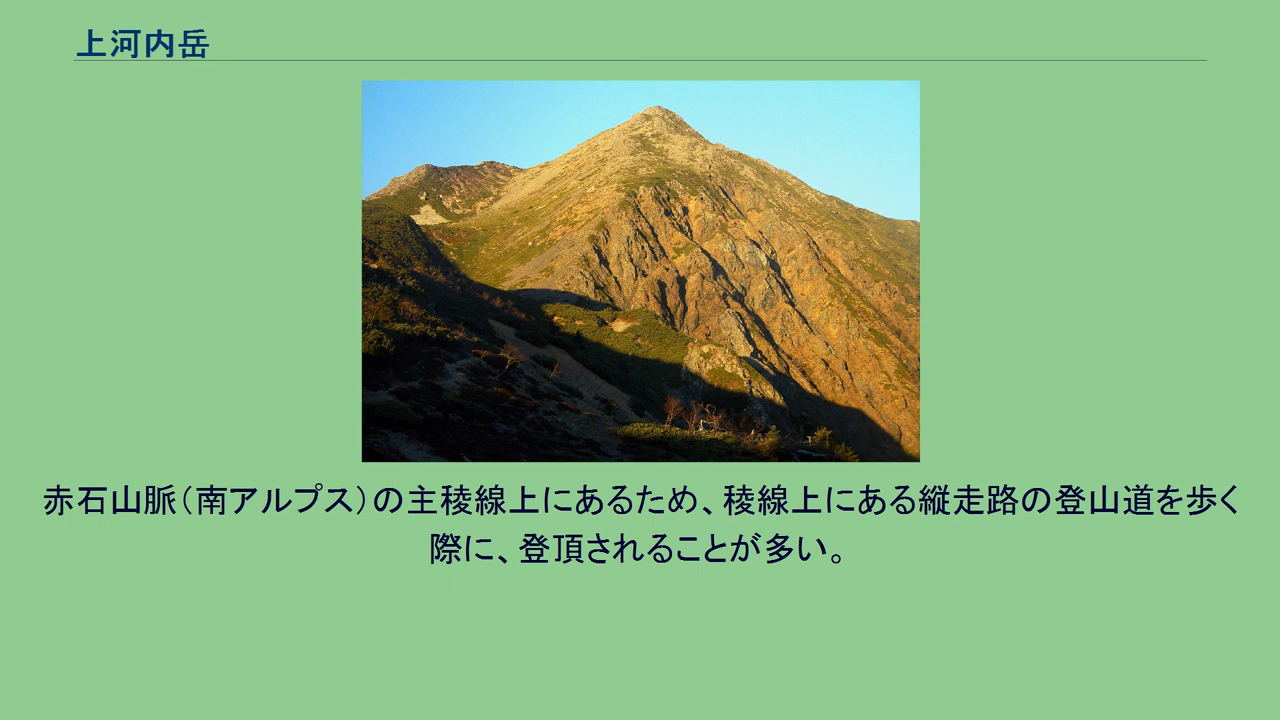 上河内岳
赤石山脈（南アルプス）の主稜線上にあるため、稜線上にある縦走路の登山道を歩く
際に、登頂されることが多い。